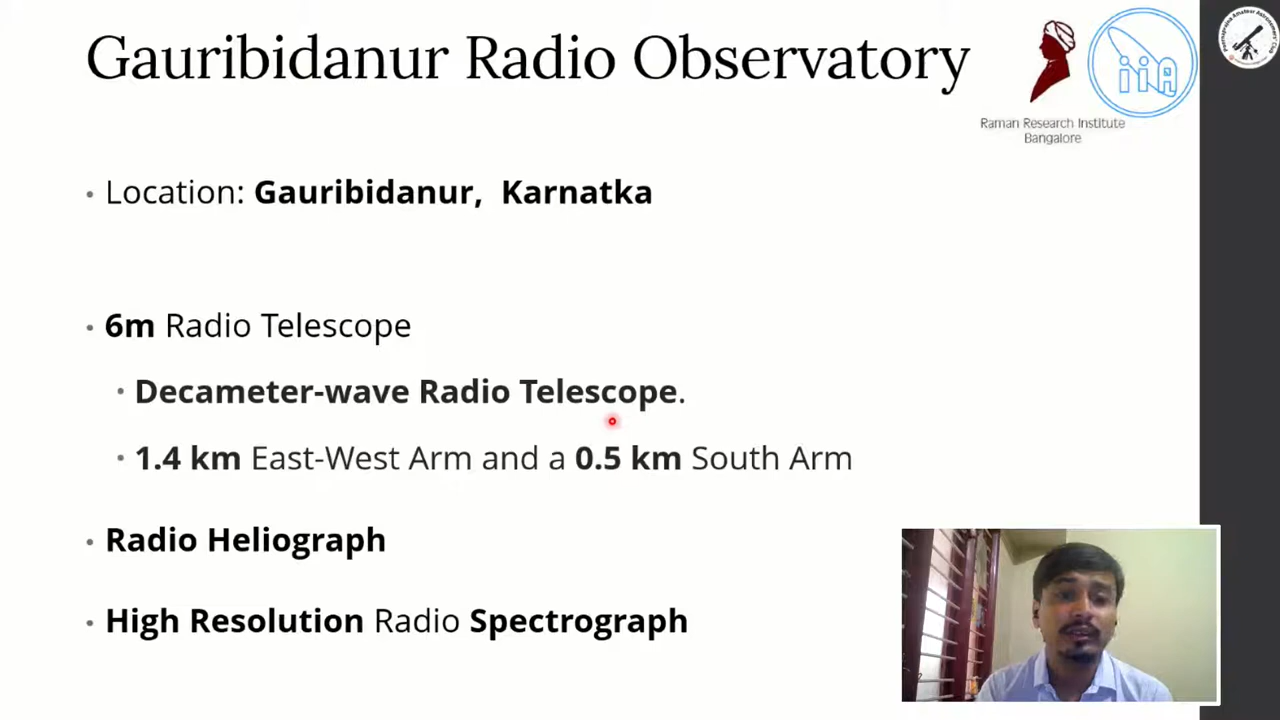 Gauribidanur Radio Observatory
iiA
Raman Research Institute
Bangalore
• Location: Gauribidanur, Karnatka
• 6m Radio Telescope
• Decameter-wave Radio Telescope.
• 1.4 km East-West Arm and a 0.5 km South Arm
• Radio Heliograph
• High Resolution Radio Spectrograph